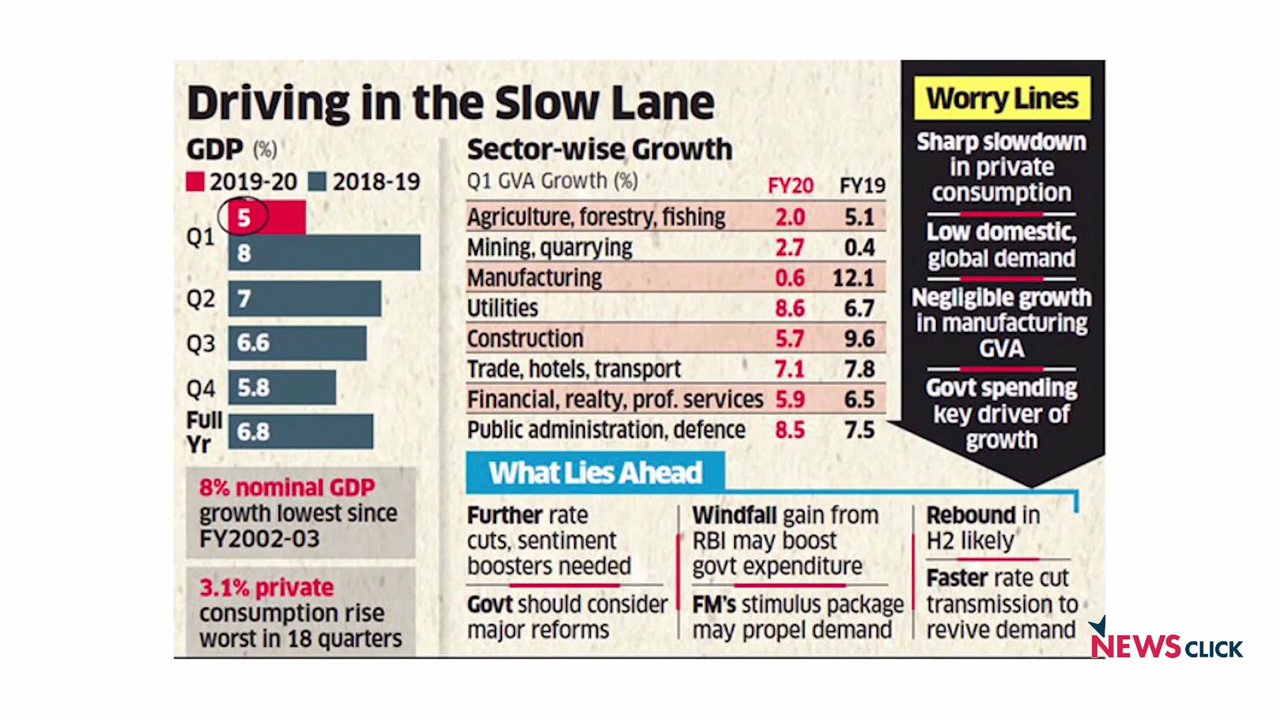 Driving in the Slow Lane
GDP (%)
2019-20 2018-19
Q1 5
8
Q2 7
Q3 6.6
Q4 5.8
Full
Yr 6.8
8% nominal GDP
growth lowest since
FY2002-03
3.1% private
consumption rise
worst in 18 quarters
Sector-wise Growth
Q1 GVA Growth (%) FY20 FY19
Agriculture, forestry, fishing 2.0 5.1
Mining, quarrying 2.7 0.4
Manufacturing 0.6 12.1
Utilities 8.6 6.7
Construction 5.7 9.6
Trade, hotels, transport 7.1 7.8
Financial, realty, prof. services 5.9 6.5
Public administration, defence 8.5 7.5
Worry Lines
Sharp slowdown
in private
consumption
Low domestic,
global demand
Negligible growth
in manufacturing
GVA
Govt spending
key driver of
growth
What Lies Ahead
Further rate
cuts, sentiment
boosters needed
Govt should consider
major reforms
Windfall gain from
RBI may boost
govt expenditure
FM's stimulus package
may propel demand
Rebound in
H2 likely
Faster rate cut
transmission to
revive demand
NEWSCLICK